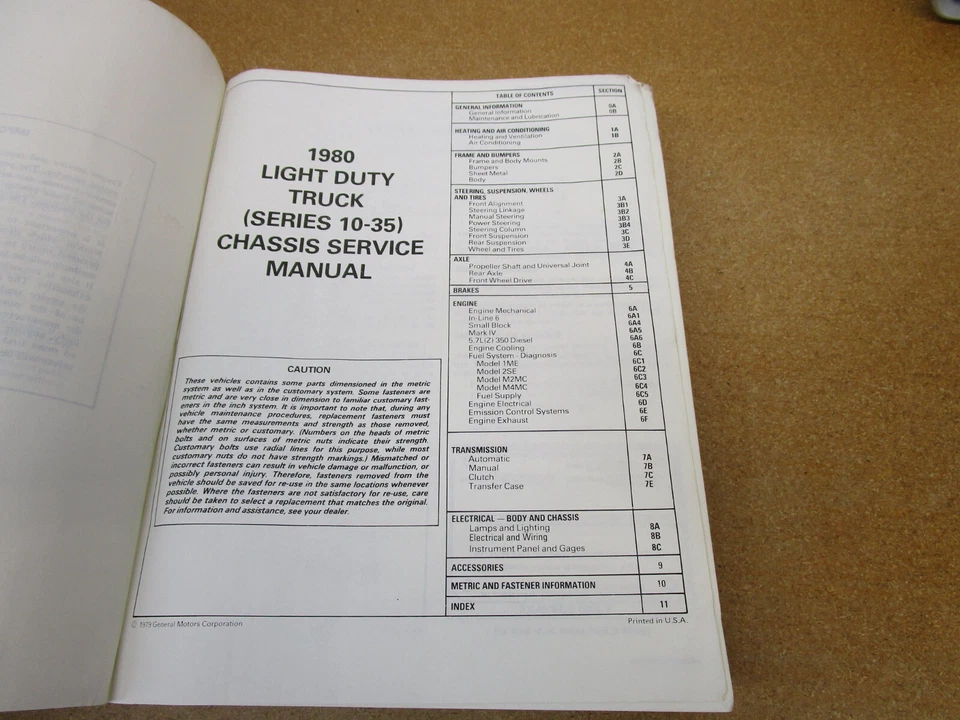 1980
LIGHT DUTY
TRUCK
(SERIES 10-35)
CHASSIS SERVICE
MANUAL
CAUTION
These vehicles contains some parts dimensioned in the metric
system as well as in the customary system. Some fasteners are
metric and are very close in dimension to familiar customary fast-
eners in the inch system. It is important to note that, during any
vehicle maintenance procedures, replacement fasteners must
have the same measurements and strength as those removed,
whether metric or customary. (Numbers on the heads of metric
bolts and on surfaces of metric nuts indicate their strength.
Customary bolts use radial lines for this purpose, while most
customary nuts do not have strength markings.) Mismatched or
incorrect fasteners can result in vehicle damage or malfunction, or
possibly personal injury. Therefore, fasteners removed from the
vehicle should be saved for re-use in the same locations whenever
possible. Where the fasteners are not satisfactory for re-use, care
should be taken to select a replacement that matches the original.
For information and assistance, see your dealer.
© 1979 General Motors Corporation
TABLE OF CONTENTS SECTION
GENERAL INFORMATION
General Information 0A
Maintenance and Lubrication 0B
HEATING AND AIR CONDITIONING
Heating and Ventilation 1A
Air Conditioning 1B
FRAME AND BUMPERS
Frame and Body Mounts 2A
Bumpers 2B
Sheet Metal 2C
Body 2D
STEERING, SUSPENSION, WHEELS
AND TIRES
Front Alignment 3A
Steering Linkage 3B1
Manual Steering 3B2
Power Steering 3B3
Steering Column 3B4
Front Suspension 3C
Rear Suspension 3D
Wheel and Tires 3E
AXLE
Propeller Shaft and Universal Joint 4A
Rear Axle 4B
Front Wheel Drive 4C
BRAKES 5
ENGINE
Engine Mechanical 6A
In-Line 6 6A1
Small Block 6A4
Mark IV 6A5
5.7L(Z) 350 Diesel 6A6
Engine Cooling 6B
Fuel System - Diagnosis 6C
Model 1ME 6C1
Model 2SE 6C2
Model M2MC 6C3
Model M4MC 6C4
Fuel Supply 6C5
Engine Electrical 6D
Emission Control Systems 6E
Engine Exhaust 6F
TRANSMISSION
Automatic 7A
Manual 7B
Clutch 7C
Transfer Case 7E
ELECTRICAL — BODY AND CHASSIS
Lamps and Lighting 8A
Electrical and Wiring 8B
Instrument Panel and Gages 8C
ACCESSORIES 9
METRIC AND FASTENER INFORMATION 10
INDEX 11
Printed in U.S.A.